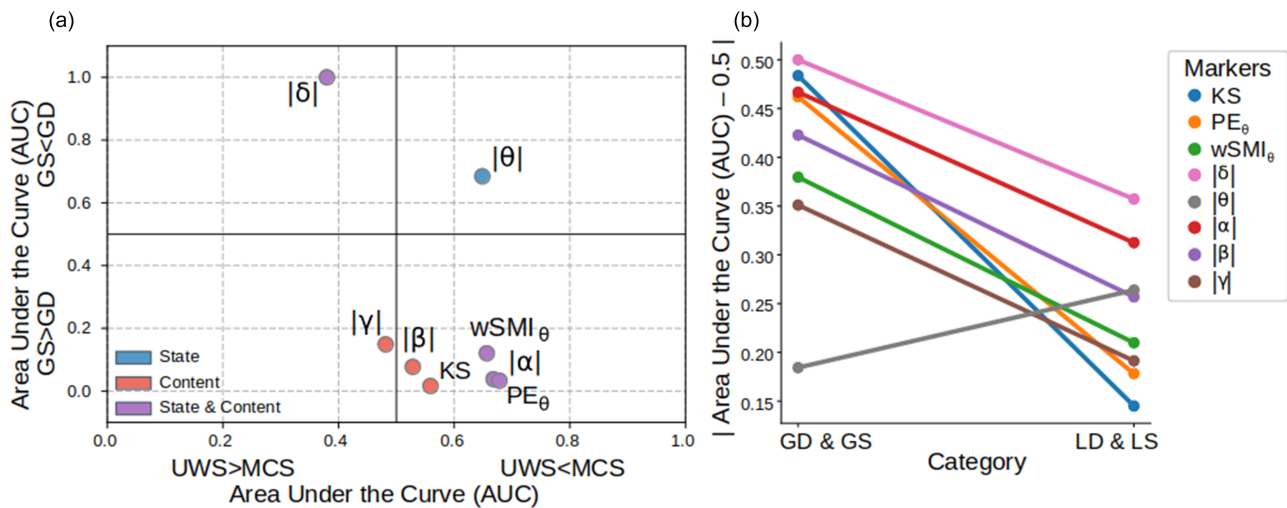 (a)
Area Under the Curve (AUC)
GS<GD
GS>GD
1.0
0.8
0.6
0.4
0.2
0.0
|δ|
|θ|
|γ|
|β|
wSMIθ
KS
|α|
PEθ
State
Content
State & Content
0.0
0.2
0.4
0.6
0.8
1.0
UWS>MCS
UWS<MCS
Area Under the Curve (AUC)
(b)
| Area Under the Curve (AUC) – 0.5 |
0.50
0.45
0.40
0.35
0.30
0.25
0.20
0.15
GD & GS
LD & LS
Category
Markers
KS
PEθ
wSMIθ
|δ|
|θ|
|α|
|β|
|γ|